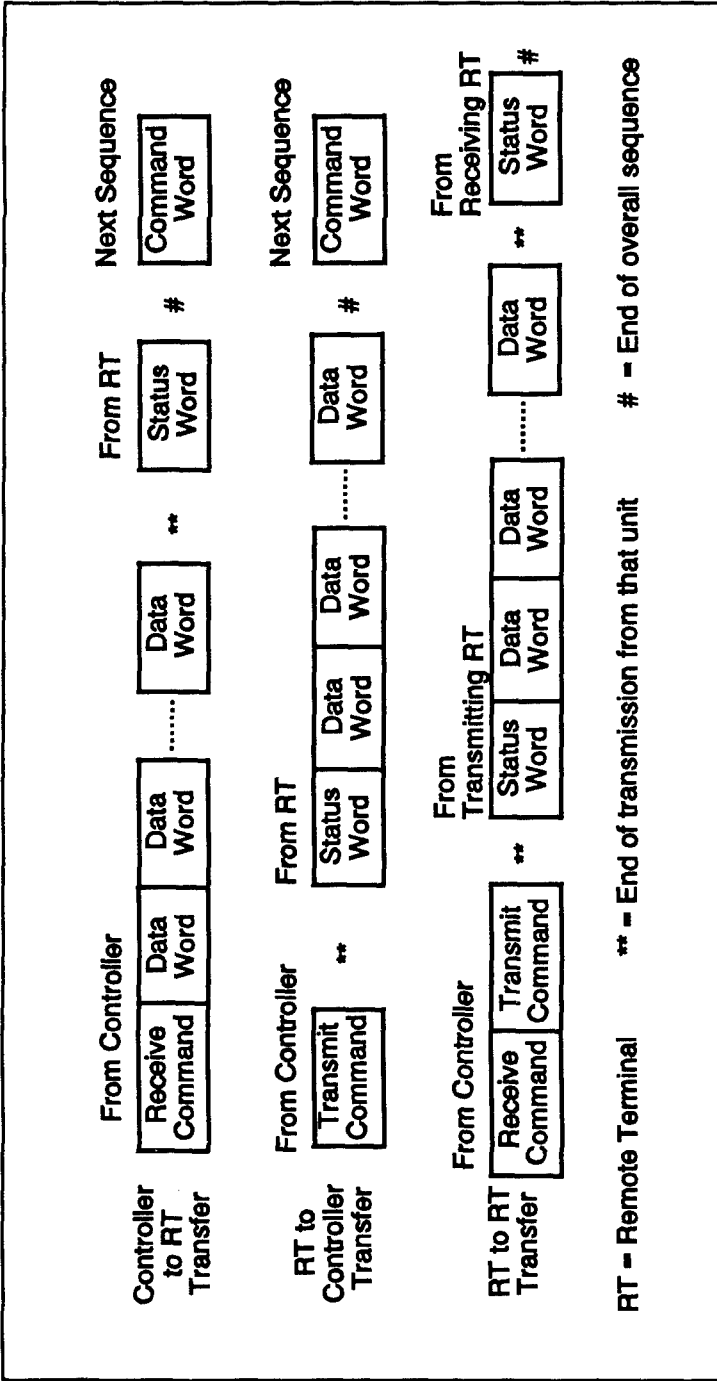 Controller
to RT
Transfer
From Controller
Receive
Command
Data
Word
Data
Word
........
Data
Word
**
From RT
Status
Word
#
Next Sequence
Command
Word
RT to
Controller
Transfer
From Controller
Transmit
Command
**
From RT
Status
Word
Data
Word
Data
Word
........
Data
Word
#
Next Sequence
Command
Word
RT to RT
Transfer
From Controller
Receive
Command
Transmit
Command
**
From
Transmitting RT
Status
Word
Data
Word
Data
Word
........
Data
Word
**
From
Receiving RT
Status
Word
#
RT = Remote Terminal
** = End of transmission from that unit
# = End of overall sequence